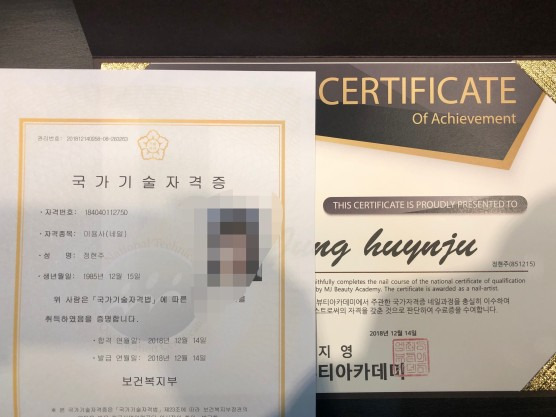 관리번호:
국가기술자격증
· 자격번호: 184040112750
· 자격종목: 미용사(네일)
· 성 명: 정현주
· 생년월일: 1985년 12월 15일
위 사람은 「국가기술자격법」에 따른
취득하였음을 증명합니다.
· 합격 연월일: 2018년 12월 14일
· 발급 연월일: 2018년 12월 14일
보건복지부
CERTIFICATE
Of Achievement
THIS CERTIFICATE IS PROUDLY PRESENTED TO
ung huynju
정현주(851215)
faithfully completes the nail course of the national certificate of qualification
by MJ Beauty Academy. The certificate is awarded as a nail-artist.
뷰티아카데미에서 주관한 국가자격증 네일과정을 충실히 이수하여
스트로써의 자격을 갖춘 것으로 판단하여 수료증을 수여합니다.
2018년 12월 14일
지 영
티아카데미